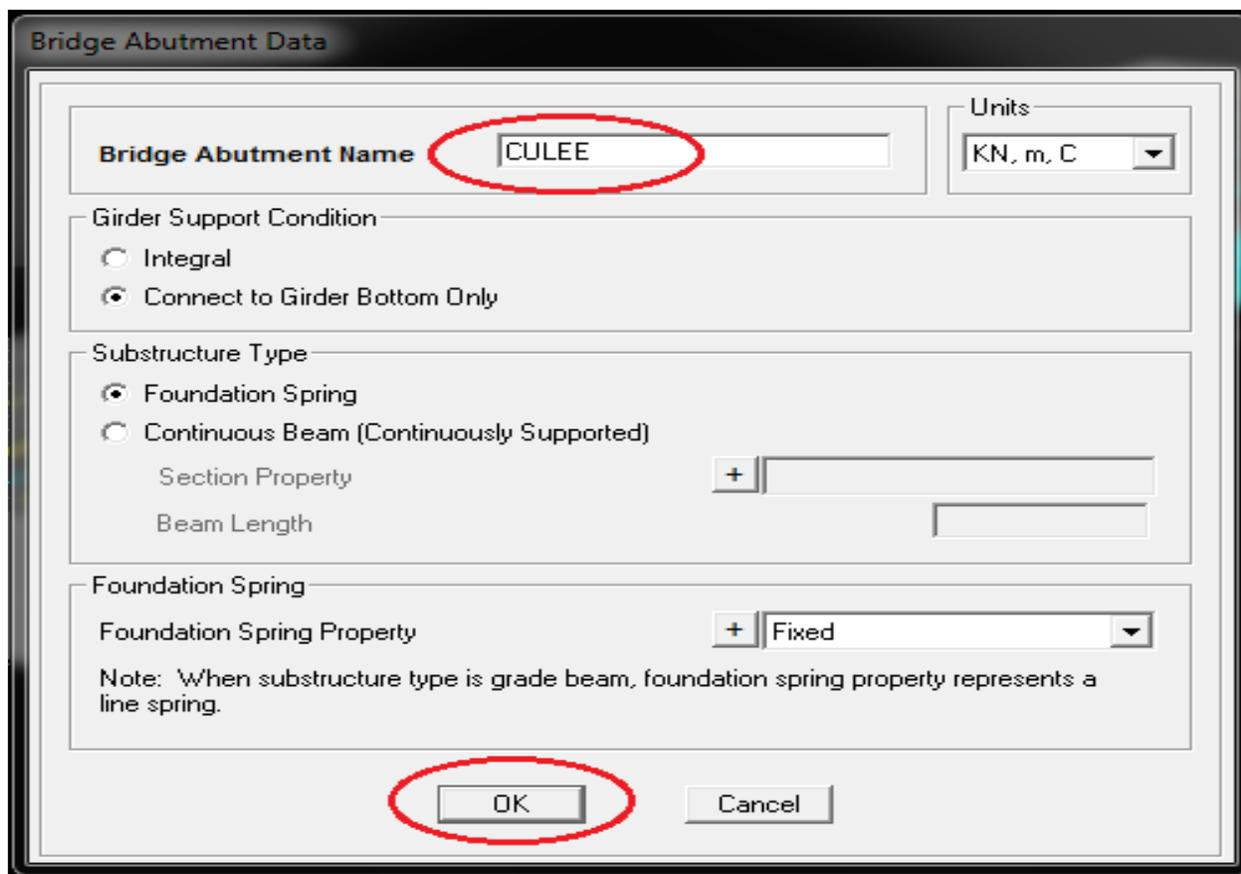 Bridge Abutment Data
Units
Bridge Abutment Name CULEE KN, m, C
Girder Support Condition
Integral
Connect to Girder Bottom Only
Substructure Type
Foundation Spring
Continuous Beam (Continuously Supported)
Section Property +
Beam Length
Foundation Spring
Foundation Spring Property + Fixed
Note: When substructure type is grade beam, foundation spring property represents a
line spring.
OK Cancel